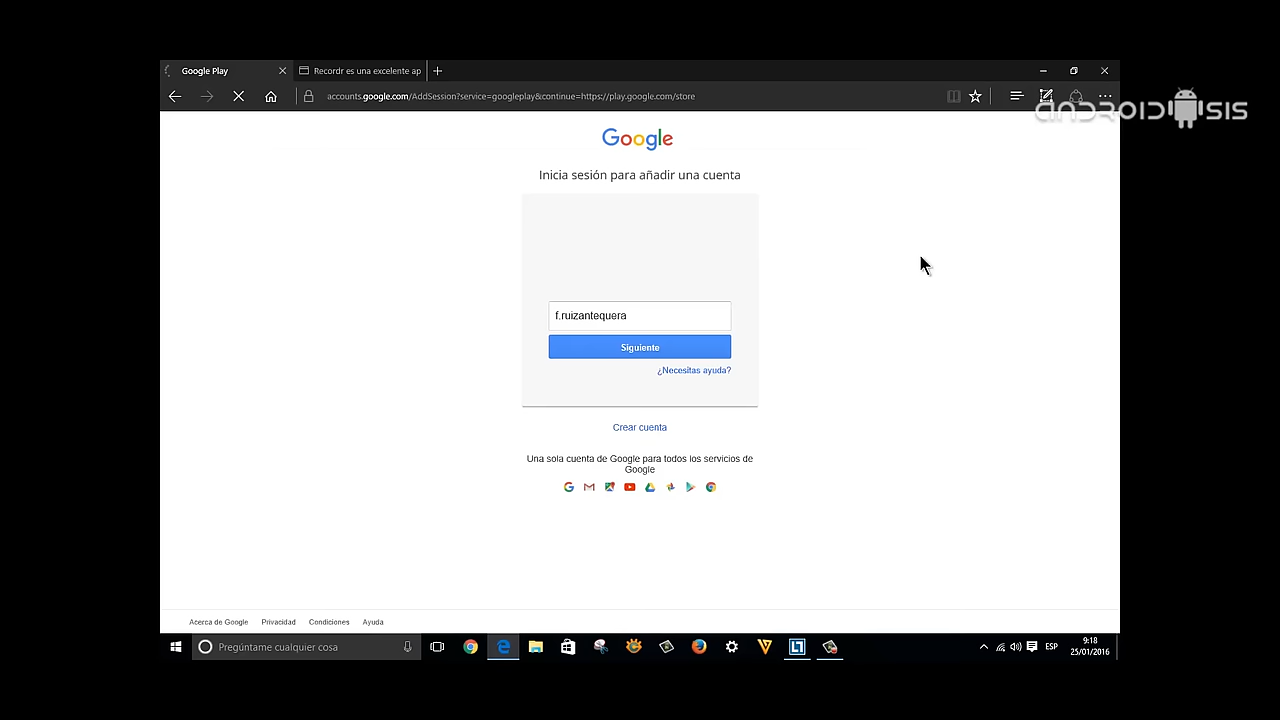 Google Play
Recordr es una excelente ap
accounts.google.com/AddSession?service=googleplay&continue=https://play.google.com/store
ANDROIDSIS
Google
Inicia sesión para añadir una cuenta
f.ruizantequera
Siguiente
¿Necesitas ayuda?
Crear cuenta
Una sola cuenta de Google para todos los servicios de
Google
Acerca de Google
Privacidad
Condiciones
Ayuda
Pregúntame cualquier cosa
ESP
9:18
25/01/2016